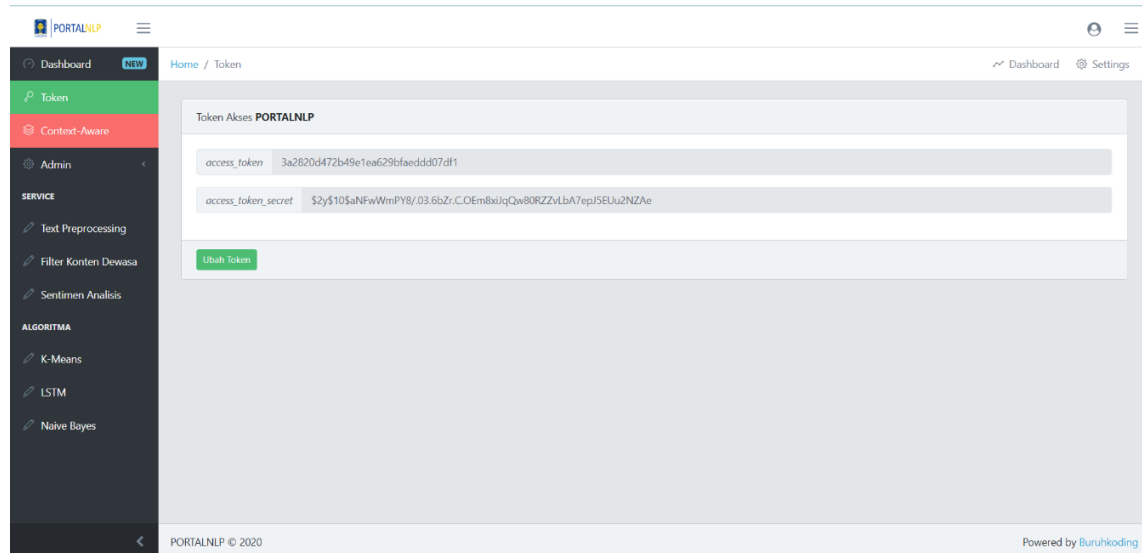 PORTALNLP
Dashboard NEW
Home / Token
Dashboard Settings
Token
Context-Aware
Admin
SERVICE
Text Preprocessing
Filter Konten Dewasa
Sentimen Analisis
ALGORITMA
K-Means
LSTM
Naive Bayes
Token Akses PORTALNLP
access_token 3a2820d472b49e1ea629bfaeddd07df1
access_token_secret $2y$10$aNFwWmPY8/.03.6bZr.C.OEm8xiJqQw80RZZvLbA7epJ5EUu2NZAe
Ubah Token
PORTALNLP © 2020
Powered by Buruhkoding